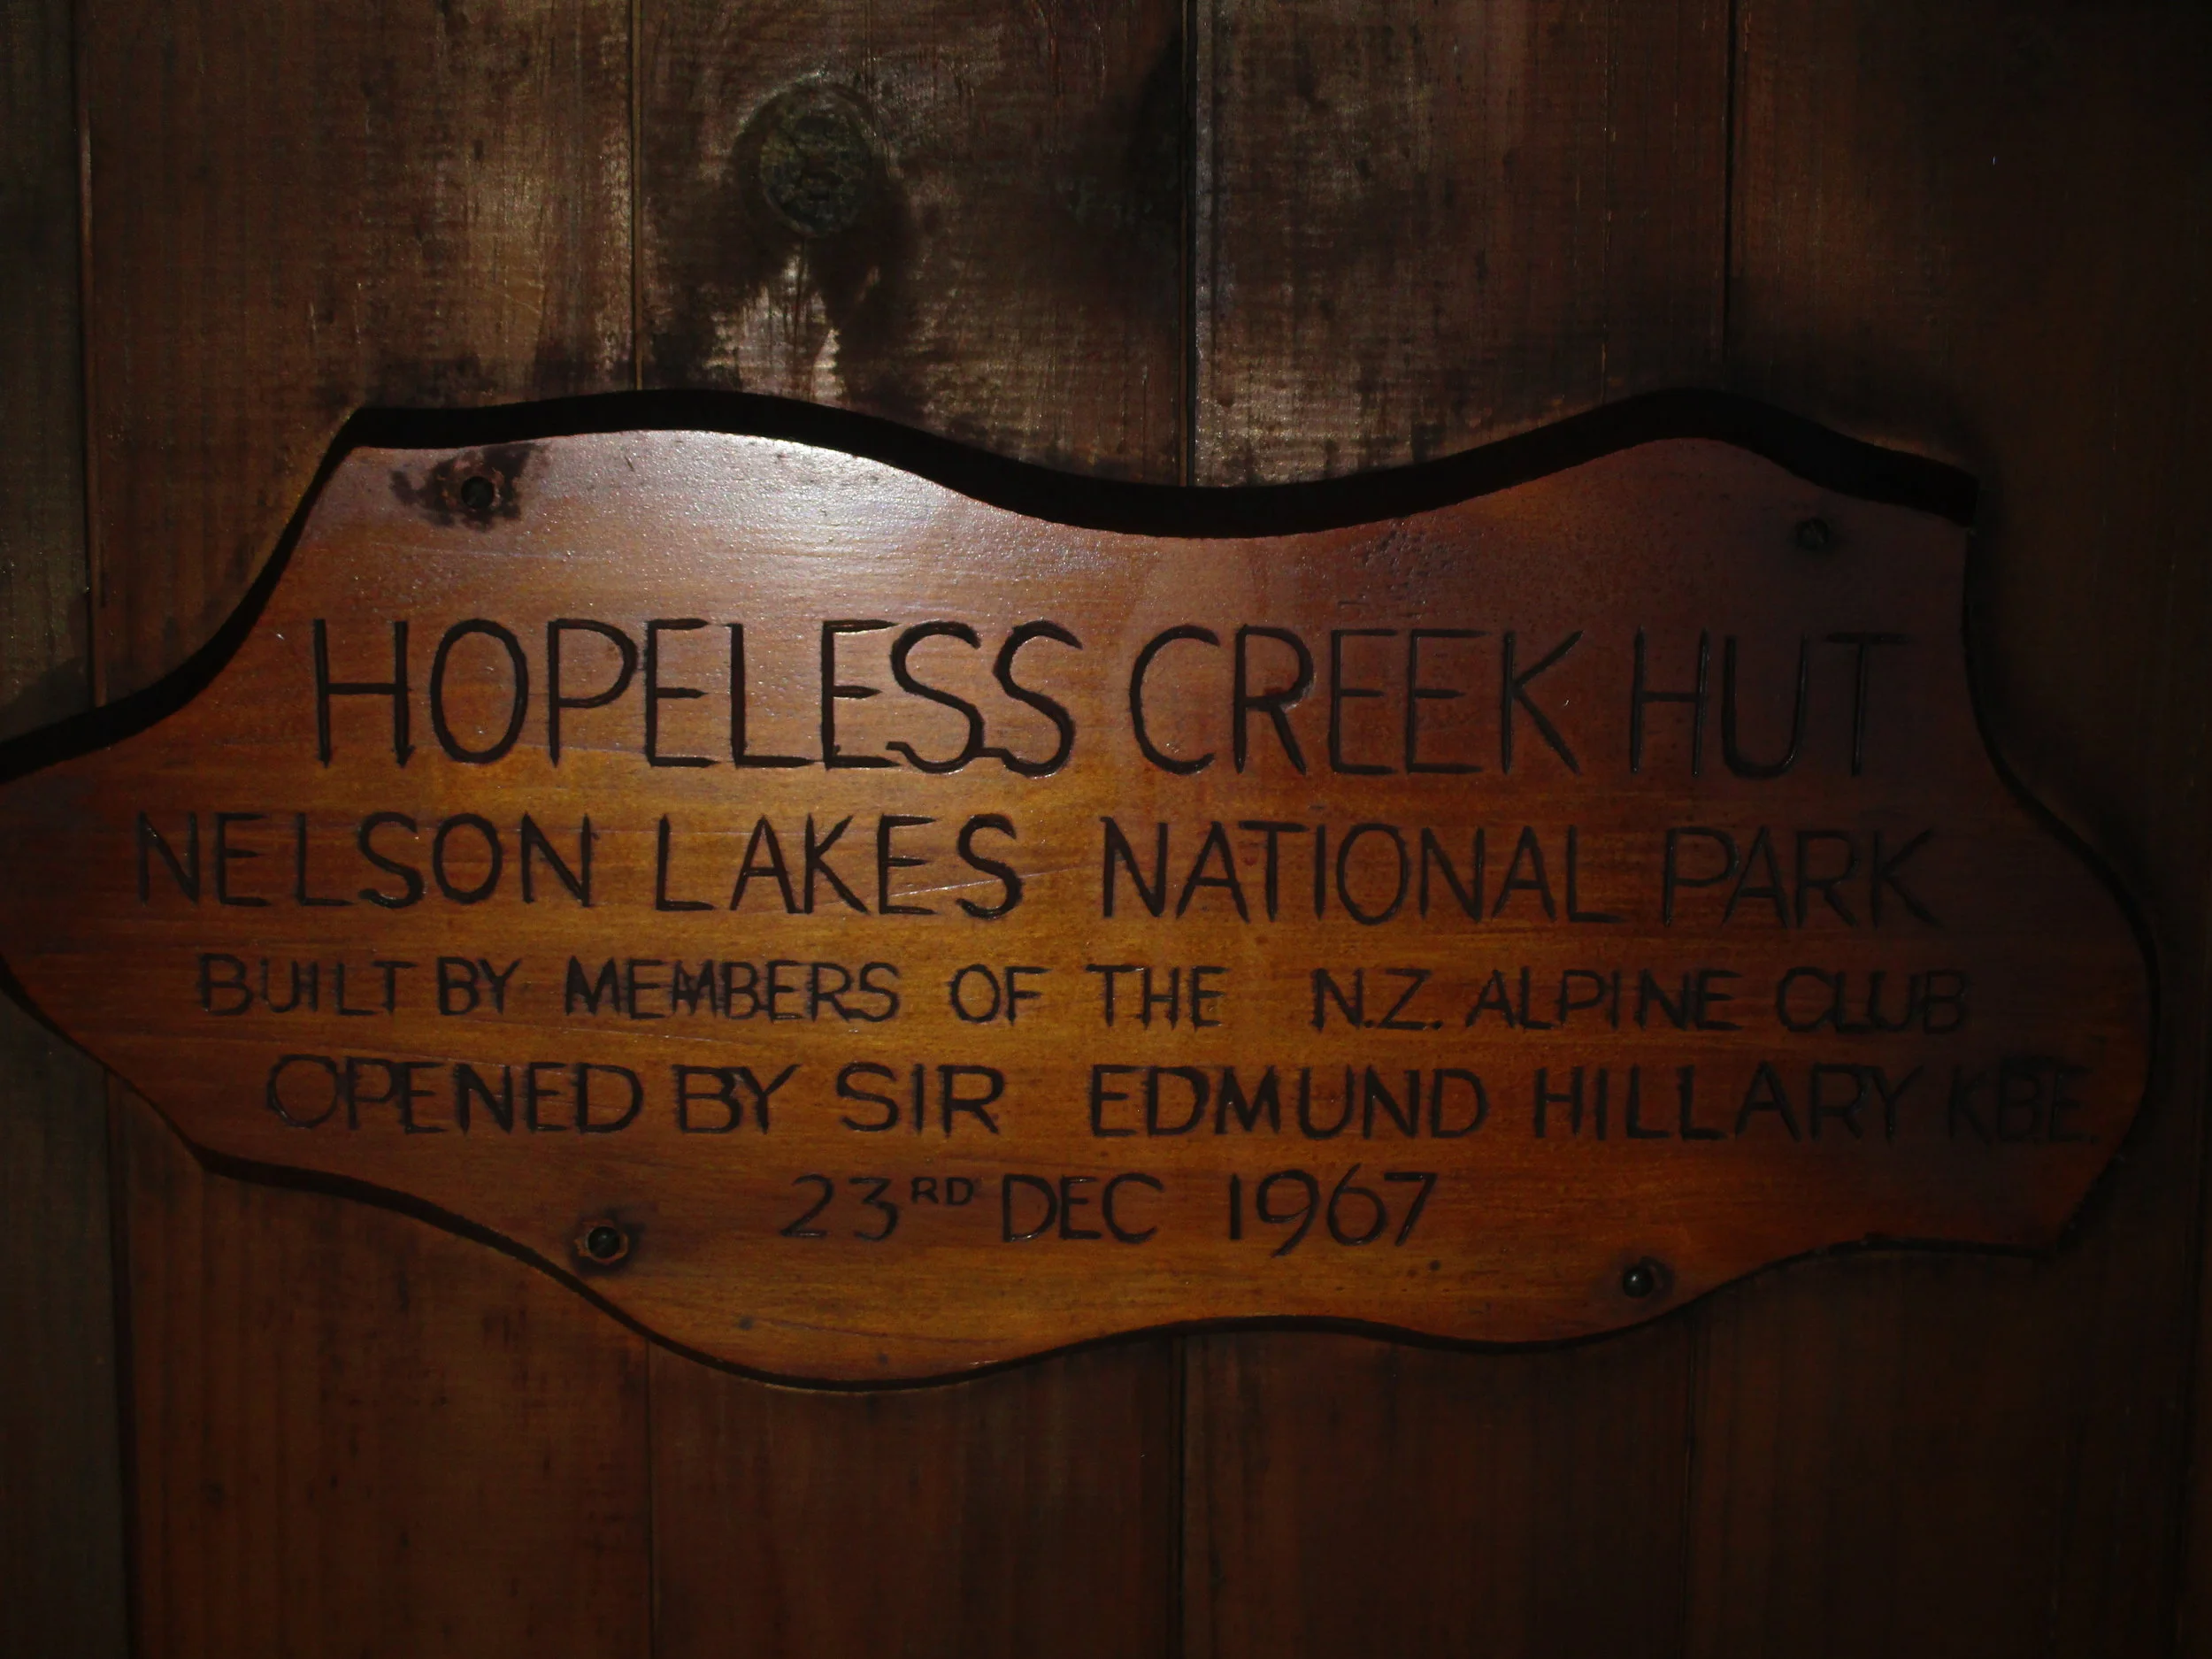 HOPELESS CREEK HUT
NELSON LAKES NATIONAL PARK
BUILT BY MEMBERS OF THE N.Z. ALPINE CLUB
OPENED BY SIR EDMUND HILLARY K.B.E.
23RD DEC 1967